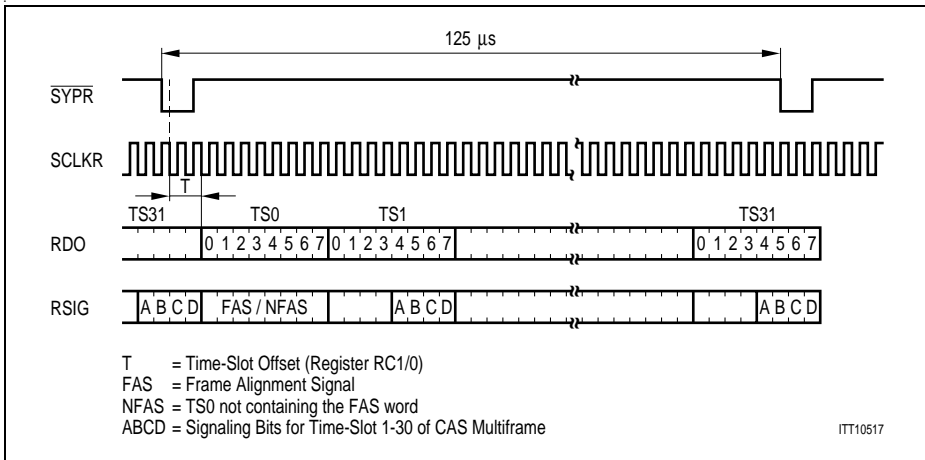 125 µs
SYPR
SCLKR
T
TS31 TS0 TS1 TS31
RDO 0 1 2 3 4 5 6 7 0 1 2 3 4 5 6 7 0 1 2 3 4 5 6 7
RSIG A B C D FAS / NFAS A B C D A B C D
T = Time-Slot Offset (Register RC1/0)
FAS = Frame Alignment Signal
NFAS = TS0 not containing the FAS word
ABCD = Signaling Bits for Time-Slot 1-30 of CAS Multiframe
ITT10517